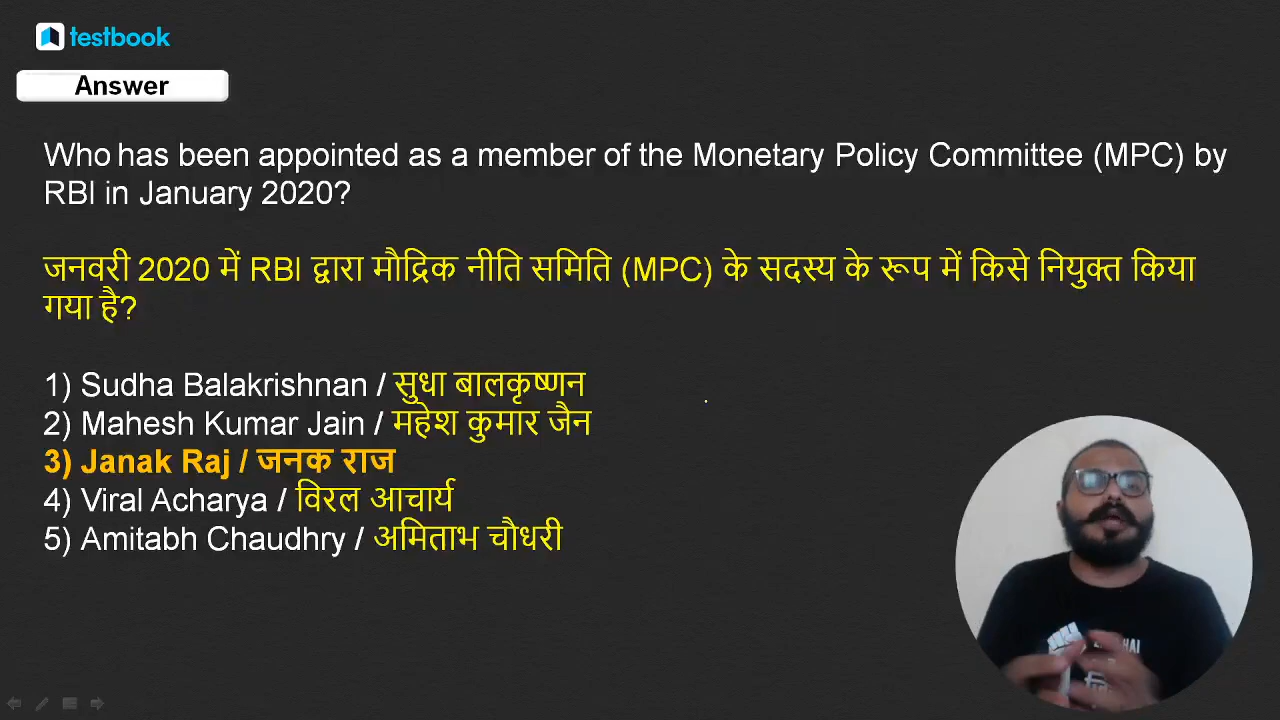 testbook
Answer
Who has been appointed as a member of the Monetary Policy Committee (MPC) by
RBI in January 2020?
जनवरी 2020 में RBI द्वारा मौद्रिक नीति समिति (MPC) के सदस्य के रूप में किसे नियुक्त किया
गया है?
1) Sudha Balakrishnan / सुधा बालकृष्णन
2) Mahesh Kumar Jain / महेश कुमार जैन
3) Janak Raj / जनक राज
4) Viral Acharya / विरल आचार्य
5) Amitabh Chaudhry / अमिताभ चौधरी